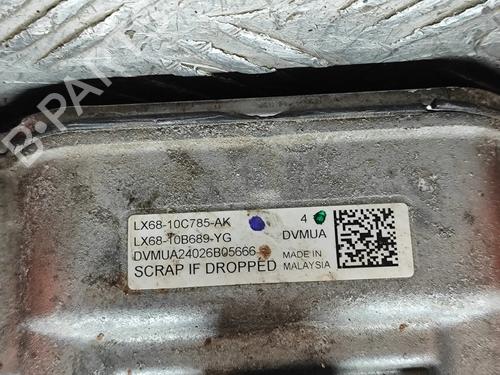 B-PARTS
LX68-10C785-AK 4
LX68-10B689-YG DVMUA
DVMUA24026B05666
SCRAP IF DROPPED
MADE IN
MALAYSIA